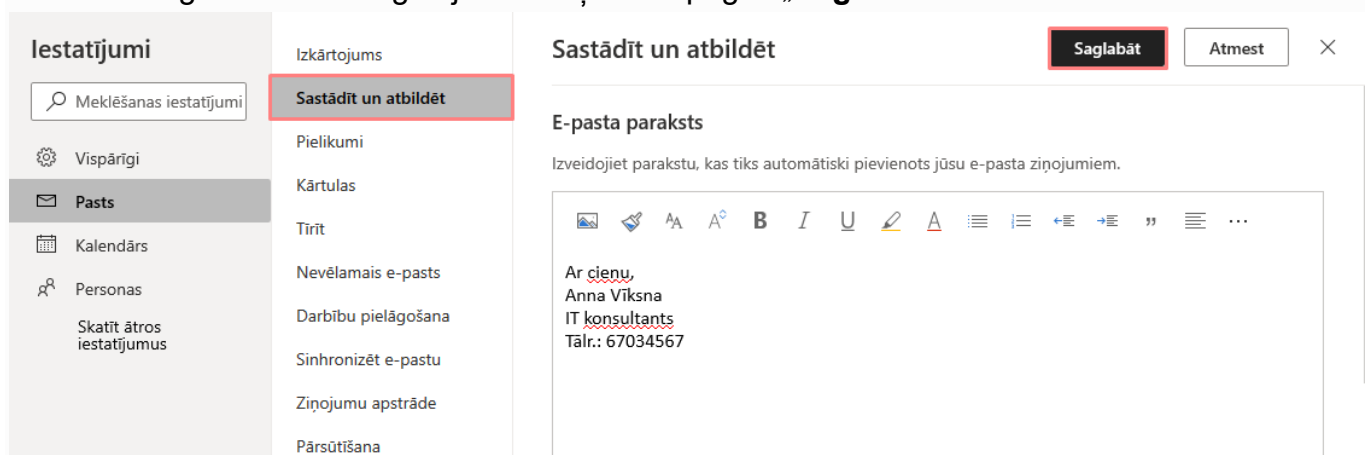 Iestatījumi
Meklēšanas iestatījumi
Vispārīgi
Pasts
Kalendārs
Personas
Skatīt ātros
iestatījumus
Izkārtojums
Sastādīt un atbildēt
Pielikumi
Kārtulas
Tīrīt
Nevēlamais e-pasts
Darbību pielāgošana
Sinhronizēt e-pastu
Ziņojumu apstrāde
Pārsūtīšana
Sastādīt un atbildēt
Saglabāt
Atmest
E-pasta paraksts
Izveidojiet parakstu, kas tiks automātiski pievienots jūsu e-pasta ziņojumiem.
Ar cienu,
Anna Vīksna
IT konsultants
Tālr.: 67034567